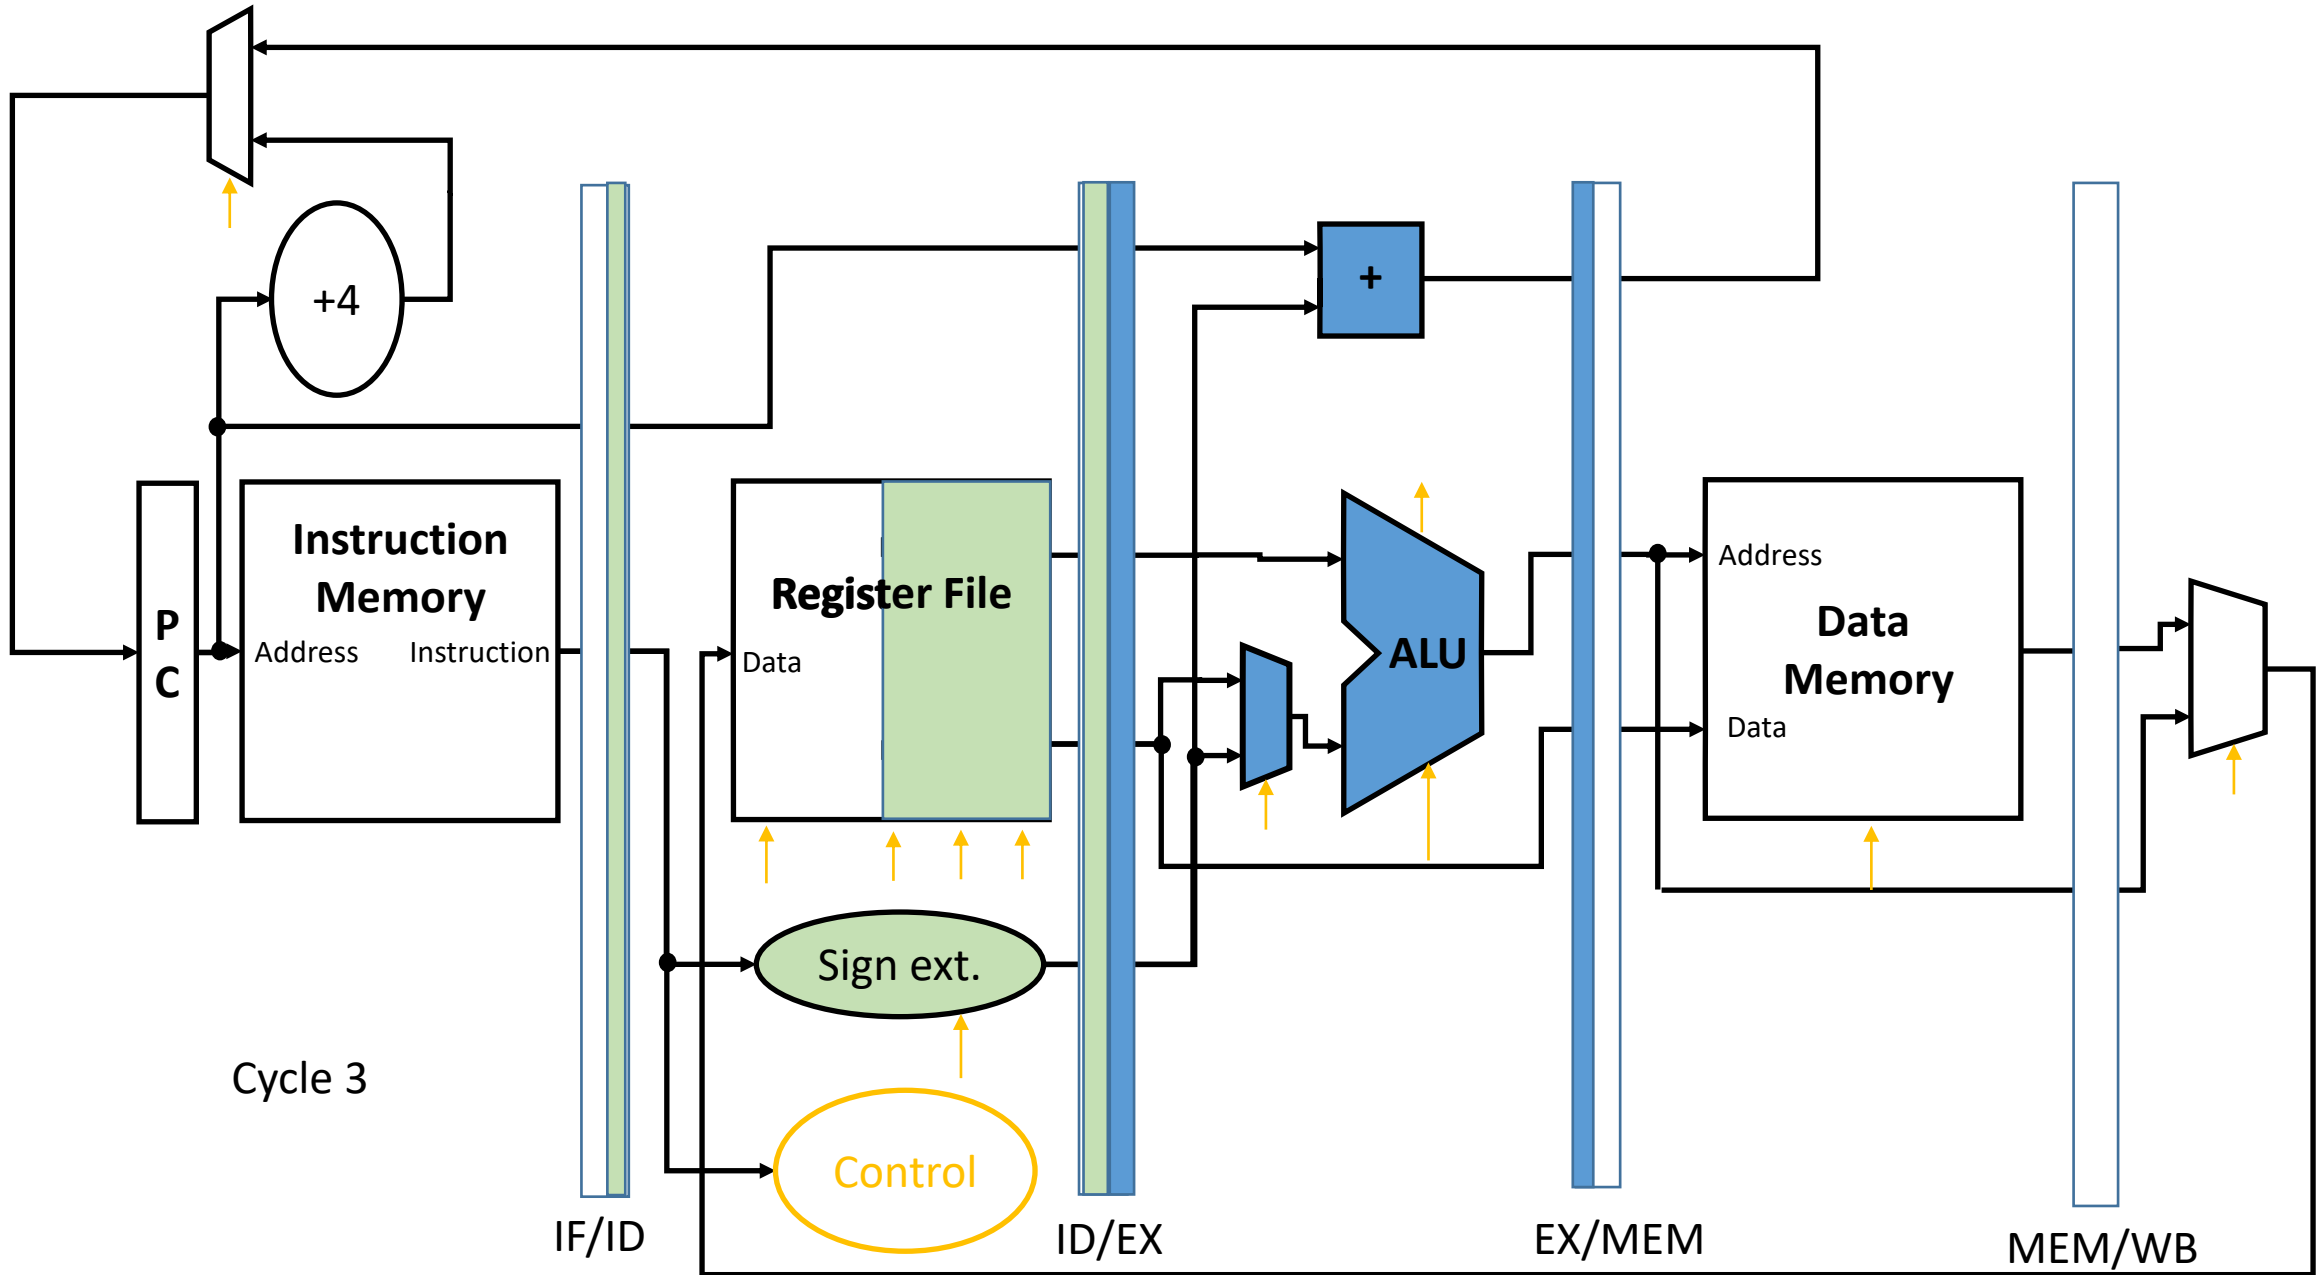 +4
+
P
C
Instruction
Memory
Address
Instruction
Register File
Data
ALU
Address
Data
Memory
Data
Sign ext.
Cycle 3
Control
IF/ID
ID/EX
EX/MEM
MEM/WB